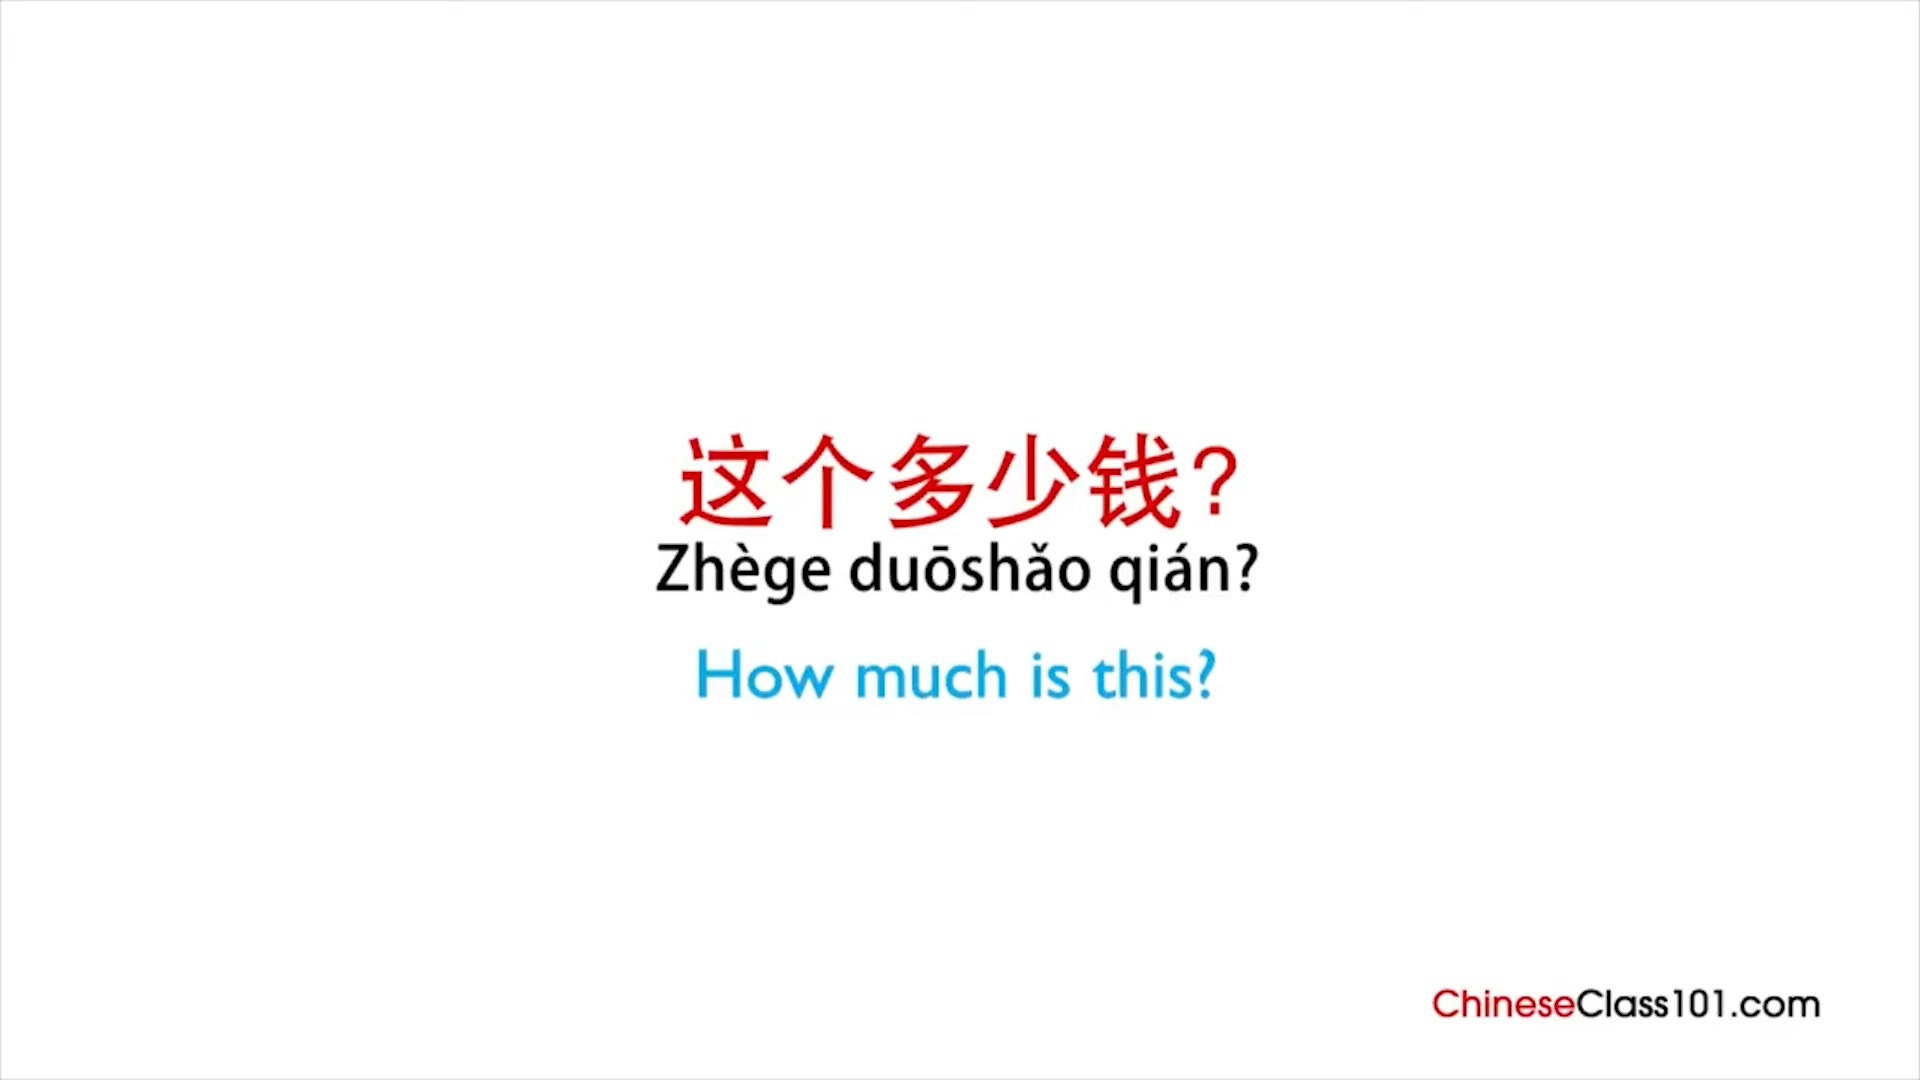 这个多少钱？
Zhège duōshǎo qián?
How much is this?
ChineseClass101.com